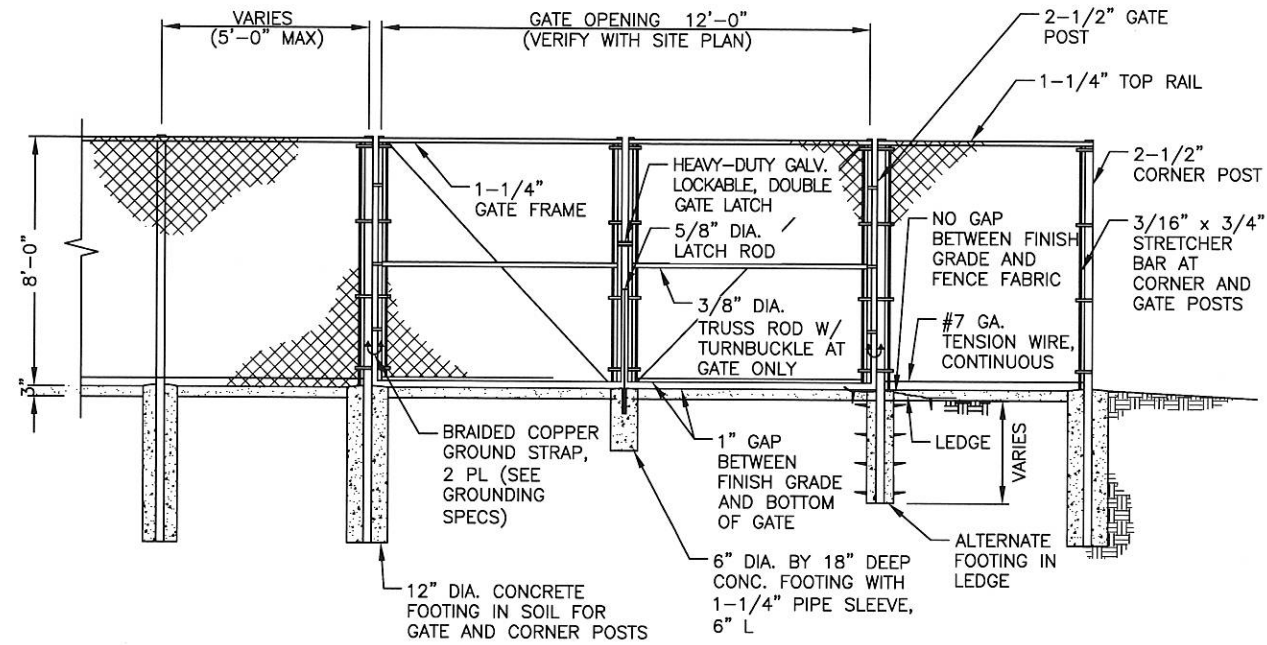 VARIES
(5'-0" MAX)
GATE OPENING 12'-0"
(VERIFY WITH SITE PLAN)
2-1/2" GATE
POST
1-1/4" TOP RAIL
2-1/2"
CORNER POST
3/16" x 3/4"
STRETCHER
BAR AT
CORNER AND
GATE POSTS
8'-0"
3"
1-1/4"
GATE FRAME
HEAVY-DUTY GALV.
LOCKABLE, DOUBLE
GATE LATCH
5/8" DIA.
LATCH ROD
3/8" DIA.
TRUSS ROD W/
TURNBUCKLE AT
GATE ONLY
NO GAP
BETWEEN FINISH
GRADE AND
FENCE FABRIC
#7 GA.
TENSION WIRE,
CONTINUOUS
BRAIDED COPPER
GROUND STRAP,
2 PL (SEE
GROUNDING
SPECS)
1" GAP
BETWEEN
FINISH GRADE
AND BOTTOM
OF GATE
LEDGE
VARIES
ALTERNATE
FOOTING IN
LEDGE
12" DIA. CONCRETE
FOOTING IN SOIL FOR
GATE AND CORNER POSTS
6" DIA. BY 18" DEEP
CONC. FOOTING WITH
1-1/4" PIPE SLEEVE,
6" L